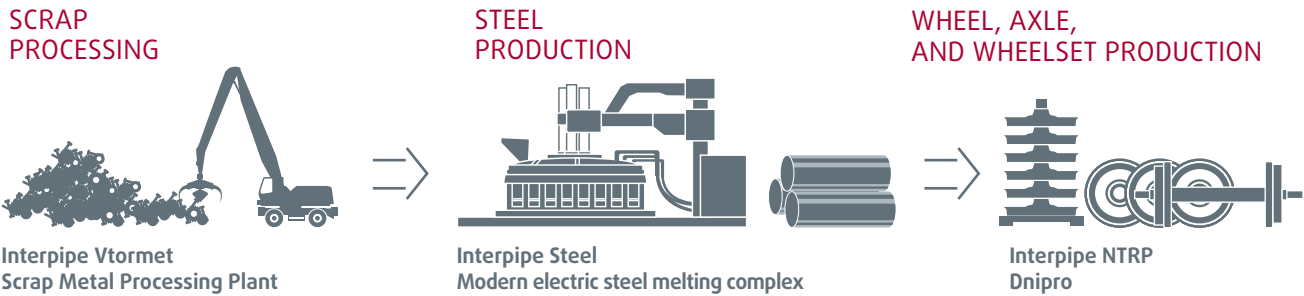 SCRAP
PROCESSING
STEEL
PRODUCTION
WHEEL, AXLE,
AND WHEELSET PRODUCTION
Interpipe Vtormet
Scrap Metal Processing Plant
Interpipe Steel
Modern electric steel melting complex
Interpipe NTRP
Dnipro